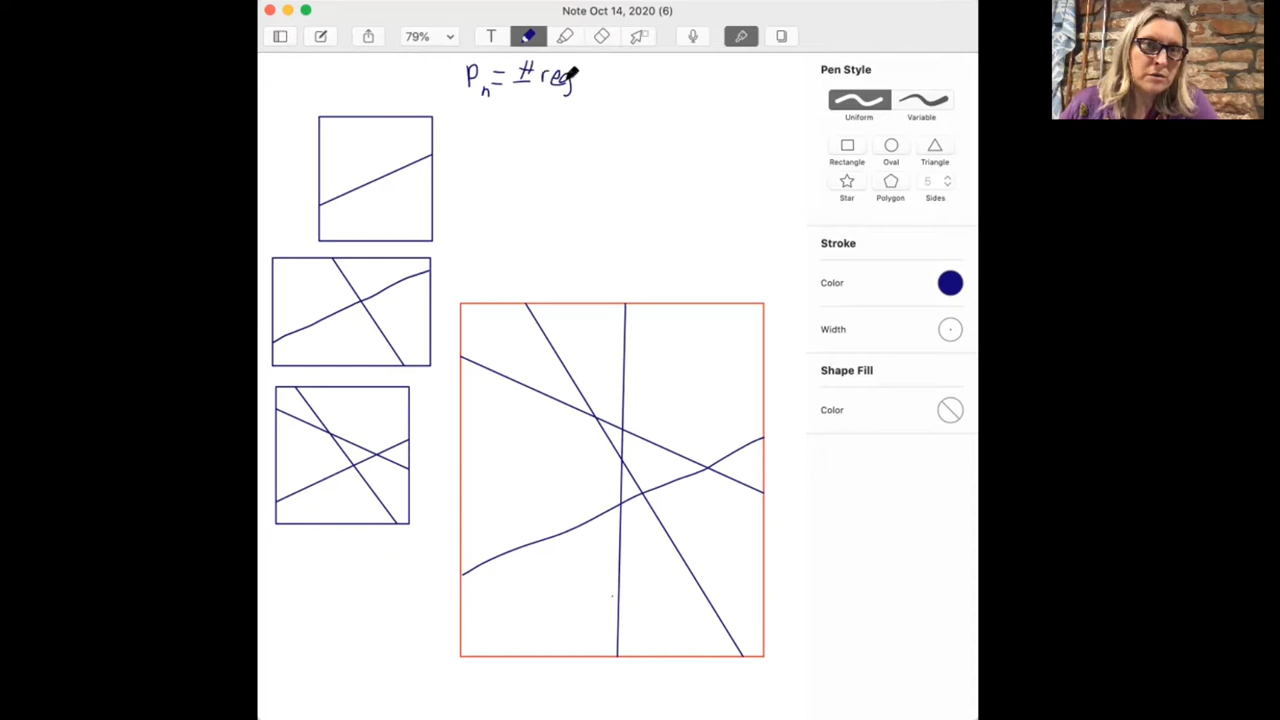 Note Oct 14, 2020 (6)
79%
T
Pn = # reg
Pen Style
Uniform Variable
Rectangle Oval Triangle
5
Star Polygon Sides
Stroke
Color
Width
Shape Fill
Color